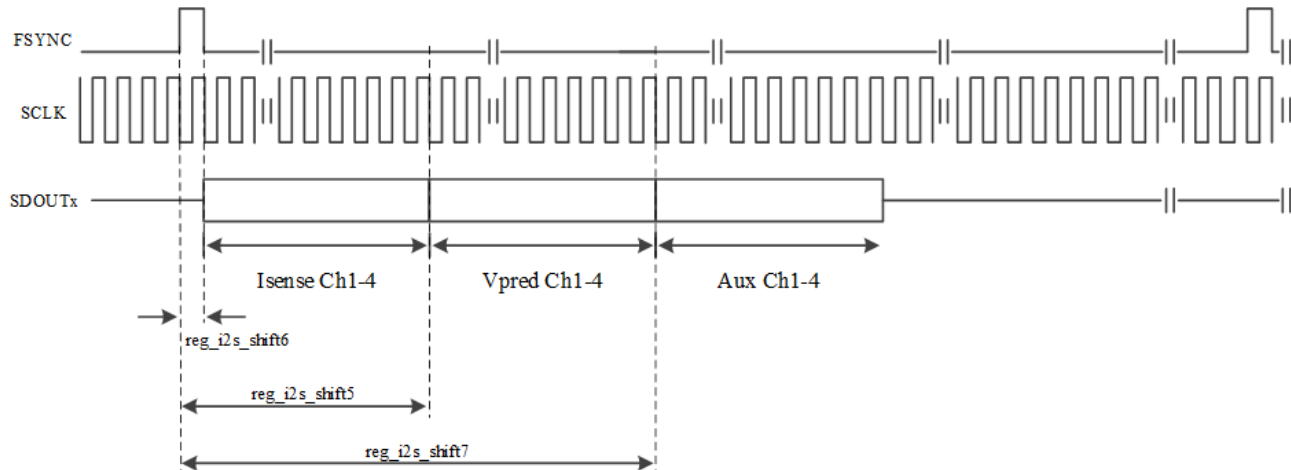 FSYNC
SCLK
SDOUTx
Isense Ch1-4
Vpred Ch1-4
Aux Ch1-4
reg_i2s_shift6
reg_i2s_shift5
reg_i2s_shift7